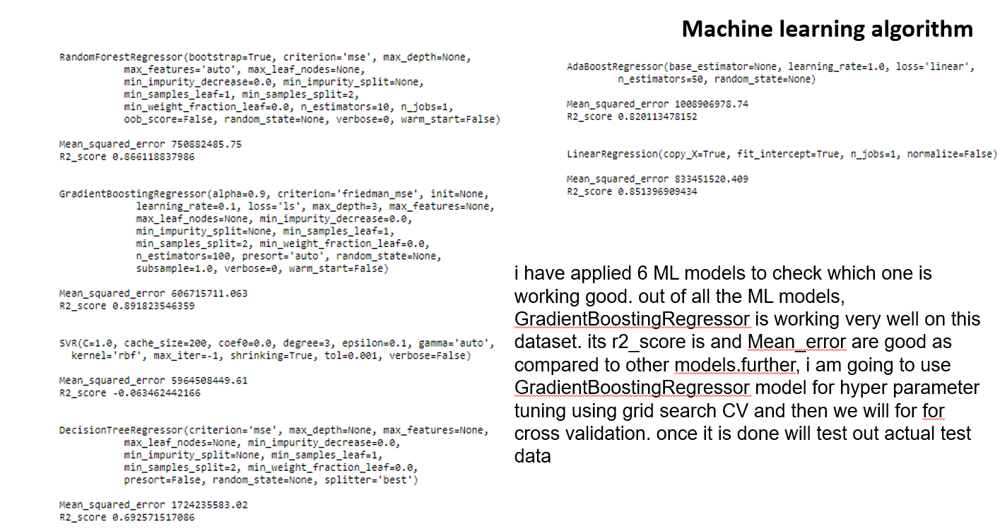 Machine learning algorithm
RandomForestRegressor(bootstrap=True, criterion='mse', max_depth=None,
max_features='auto', max_leaf_nodes=None,
min_impurity_decrease=0.0, min_impurity_split=None,
min_samples_leaf=1, min_samples_split=2,
min_weight_fraction_leaf=0.0, n_estimators=10, n_jobs=1,
oob_score=False, random_state=None, verbose=0, warm_start=False)
Mean_squared_error 750882485.75
R2_score 0.866118837986
GradientBoostingRegressor(alpha=0.9, criterion='friedman_mse', init=None,
learning_rate=0.1, loss='ls', max_depth=3, max_features=None,
max_leaf_nodes=None, min_impurity_decrease=0.0,
min_impurity_split=None, min_samples_leaf=1,
min_samples_split=2, min_weight_fraction_leaf=0.0,
n_estimators=100, presort='auto', random_state=None,
subsample=1.0, verbose=0, warm_start=False)
Mean_squared_error 606715711.063
R2_score 0.891823546359
SVR(C=1.0, cache_size=200, coef0=0.0, degree=3, epsilon=0.1, gamma='auto',
kernel='rbf', max_iter=-1, shrinking=True, tol=0.001, verbose=False)
Mean_squared_error 5964508449.61
R2_score -0.063462442166
DecisionTreeRegressor(criterion='mse', max_depth=None, max_features=None,
max_leaf_nodes=None, min_impurity_decrease=0.0,
min_impurity_split=None, min_samples_leaf=1,
min_samples_split=2, min_weight_fraction_leaf=0.0,
presort=False, random_state=None, splitter='best')
Mean_squared_error 1724235583.02
R2_score 0.692571517086
AdaBoostRegressor(base_estimator=None, learning_rate=1.0, loss='linear',
n_estimators=50, random_state=None)
Mean_squared_error 1008906978.74
R2_score 0.820113478152
LinearRegression(copy_X=True, fit_intercept=True, n_jobs=1, normalize=False)
Mean_squared_error 833451520.409
R2_score 0.851396909434
i have applied 6 ML models to check which one is
working good. out of all the ML models,
GradientBoostingRegressor is working very well on this
dataset. its r2_score is and Mean_error are good as
compared to other models.further, i am going to use
GradientBoostingRegressor model for hyper parameter
tuning using grid search CV and then we will for for
cross validation. once it is done will test out actual test
data